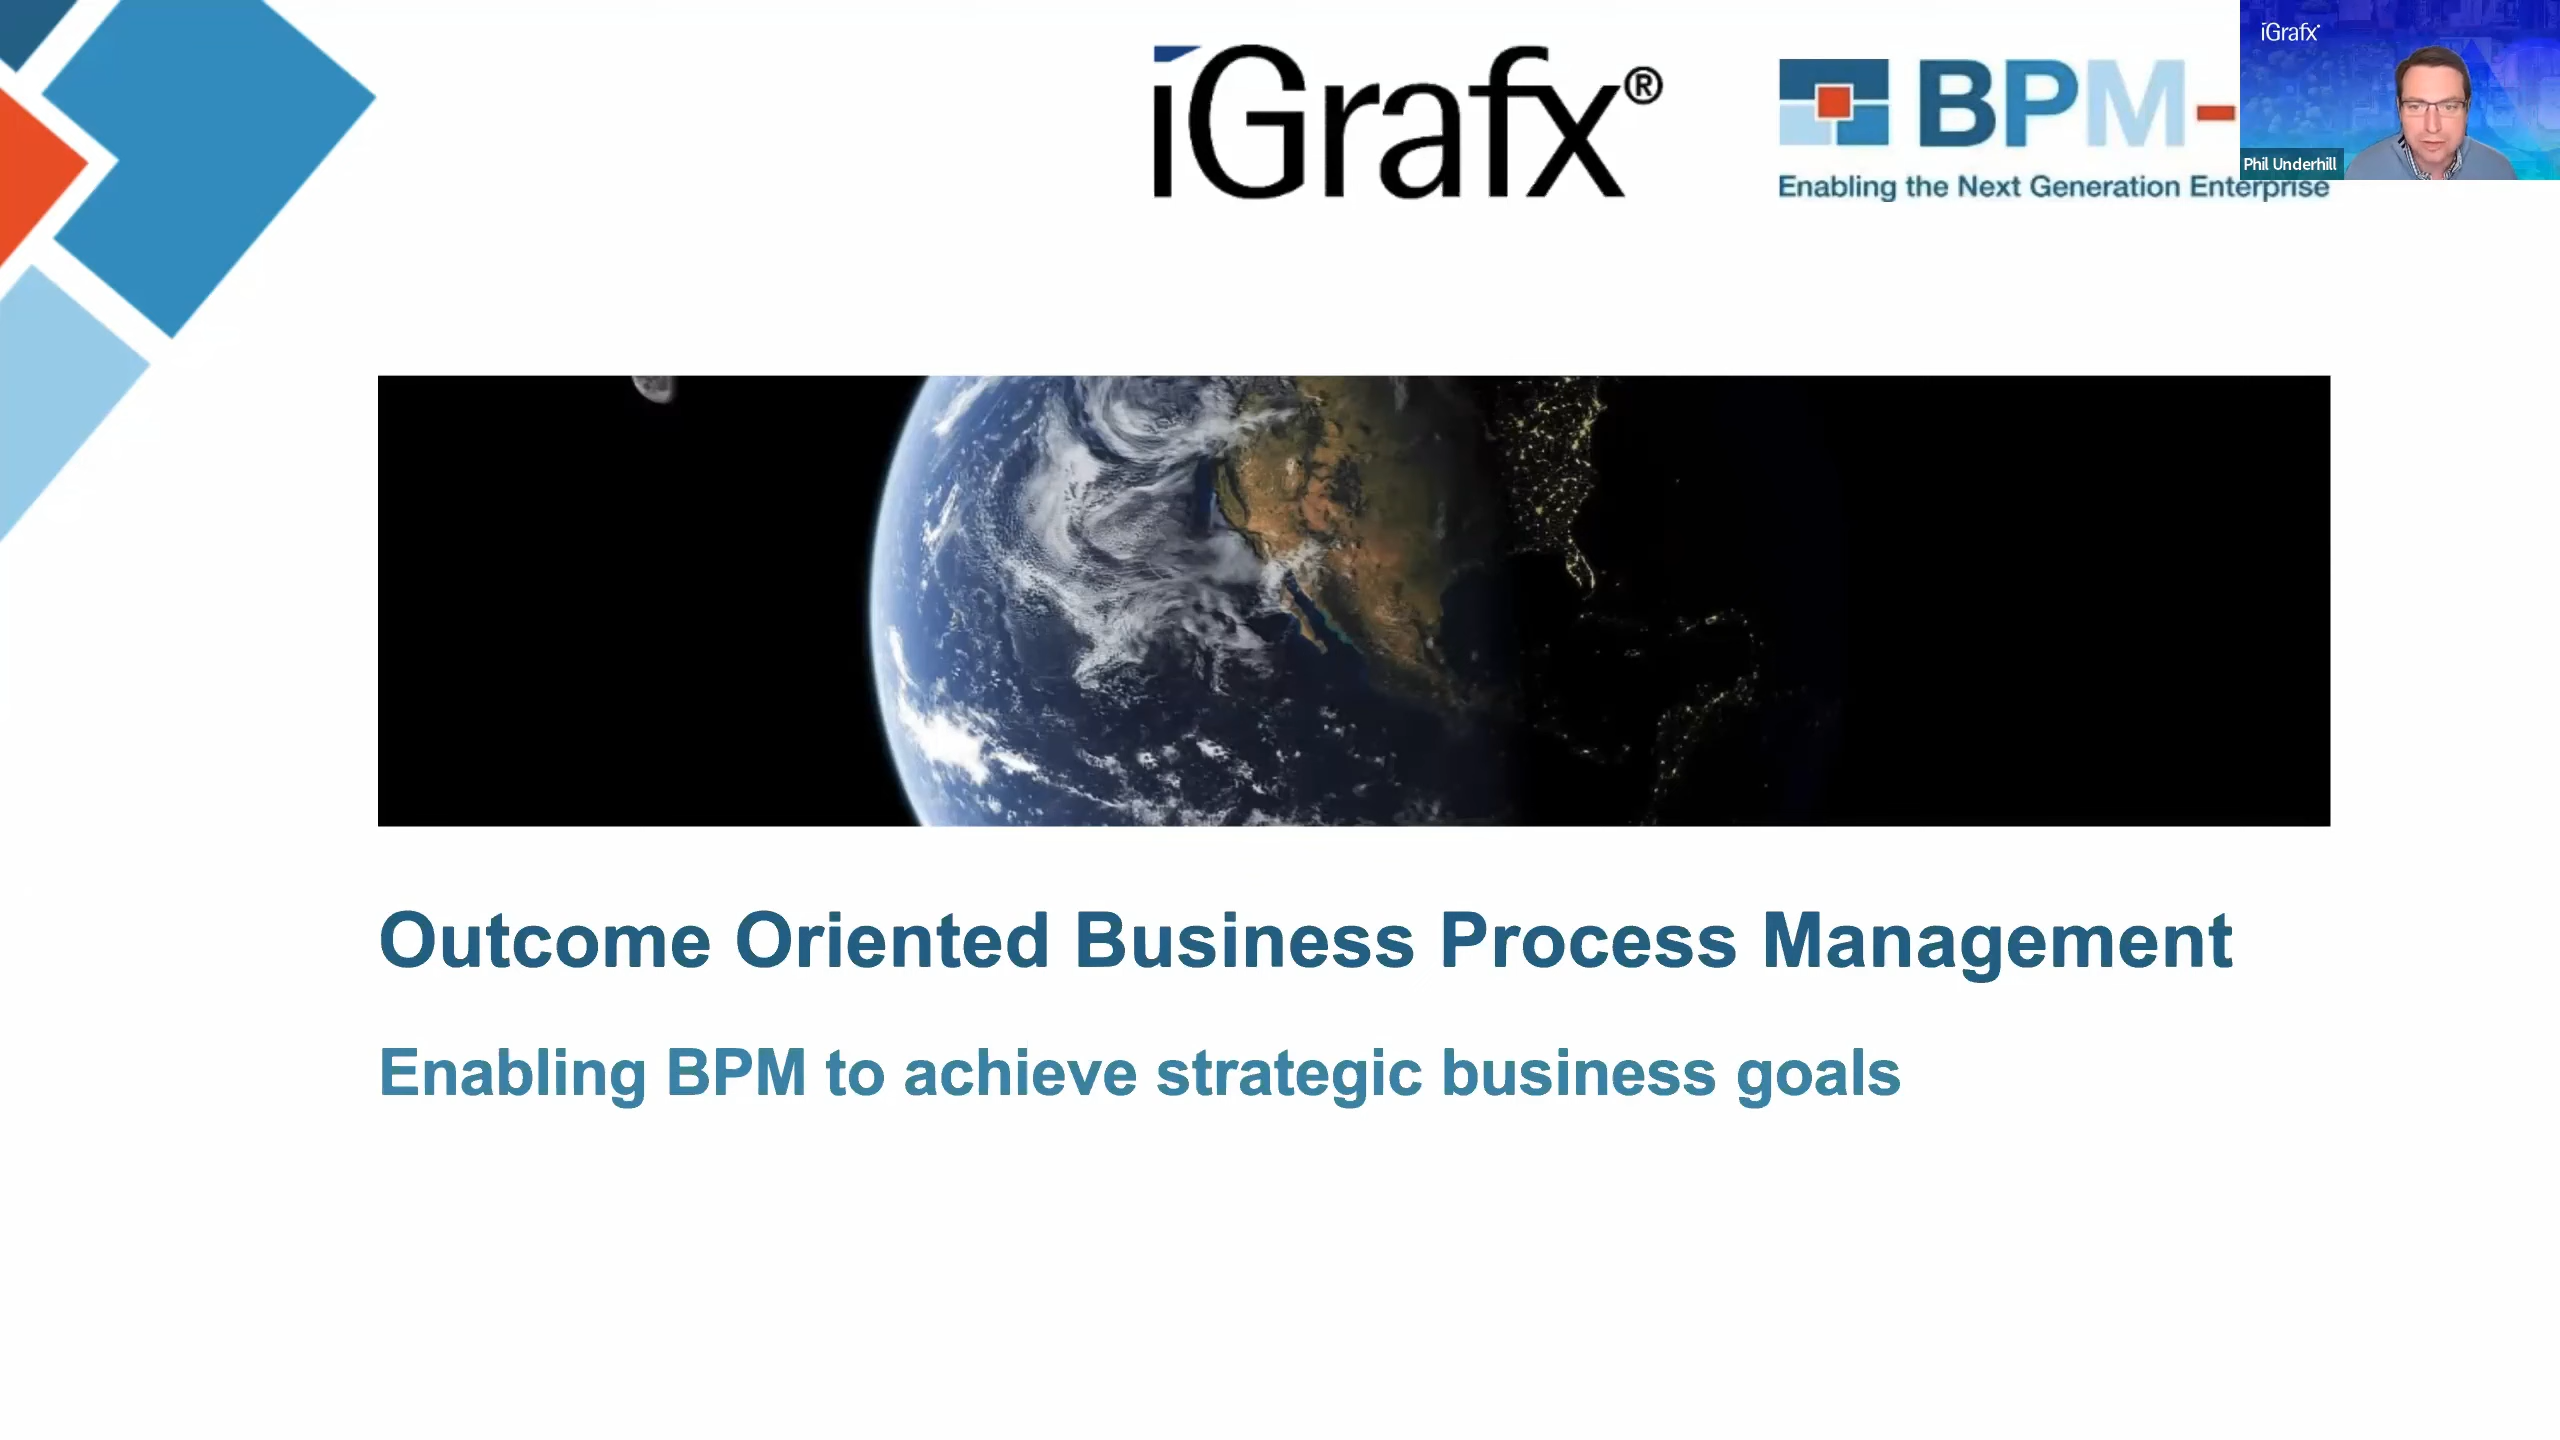 iGrafx®
BPM-
Enabling the Next Generation Enterprise
iGrafx
Phil Underhill
Outcome Oriented Business Process Management
Enabling BPM to achieve strategic business goals